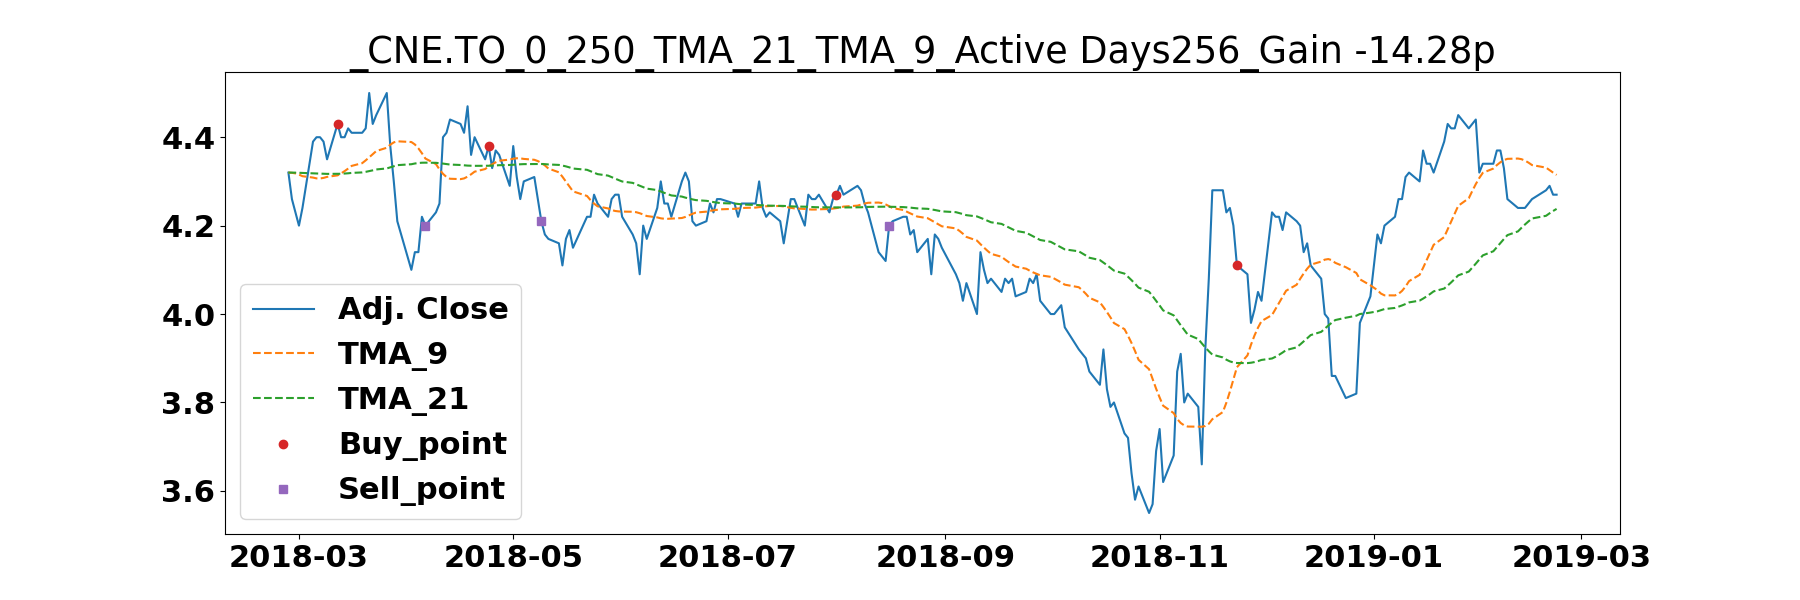 _CNE.TO_0_250_TMA_21_TMA_9_Active Days256_Gain -14.28p
4.4
4.2
4.0
3.8
3.6
Adj. Close
TMA_9
TMA_21
Buy_point
Sell_point
2018-03 2018-05 2018-07 2018-09 2018-11 2019-01 2019-03